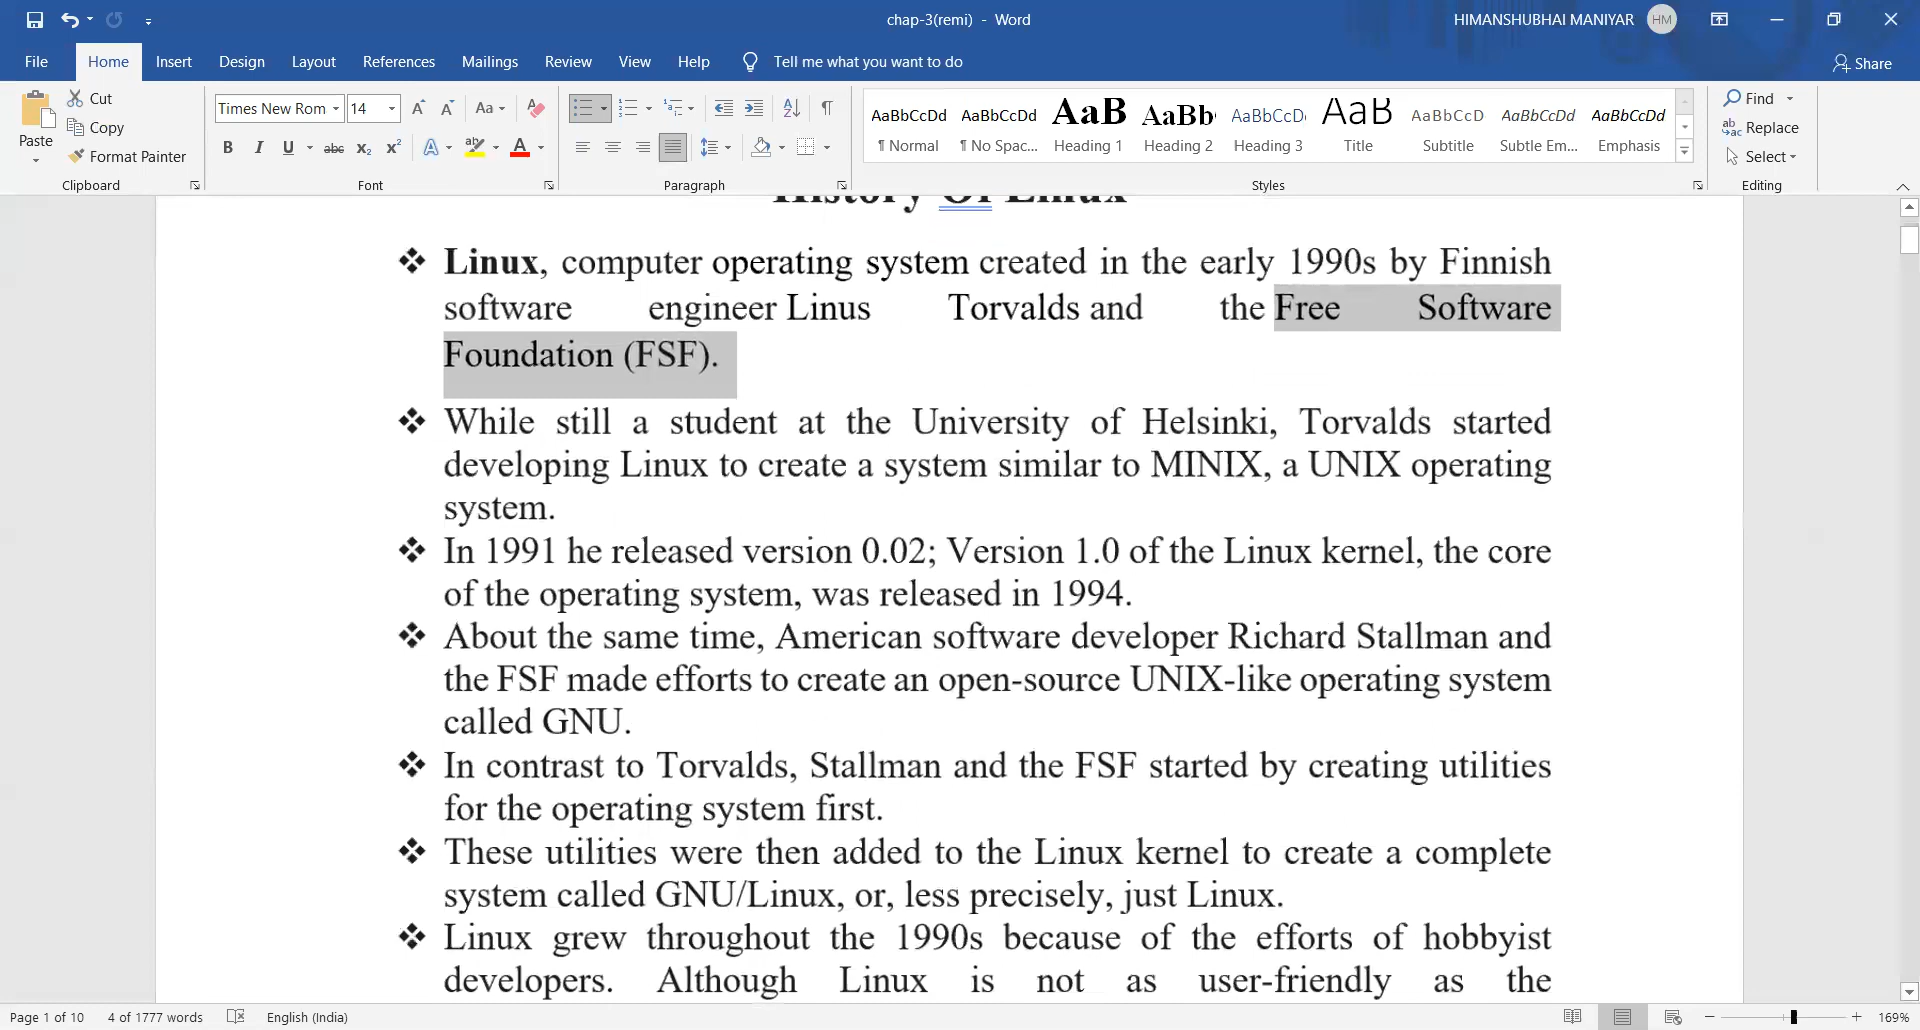 chap-3(remi) - Word
HIMANSHUBHAI MANIYAR HM
File Home Insert Design Layout References Mailings Review View Help Tell me what you want to do Share
Paste
Cut
Copy
Format Painter
Clipboard
Times New Rom 14
Font
Paragraph
AaBbCcDd AaBbCcDd AaB AaBb AaBbCcD AaB AaBbCcD AaBbCcDd AaBbCcDd
¶ Normal ¶ No Spac... Heading 1 Heading 2 Heading 3 Title Subtitle Subtle Em... Emphasis
Styles
Find
Replace
Select
Editing
History Of Linux
❖ Linux, computer operating system created in the early 1990s by Finnish
software engineer Linus Torvalds and the Free Software
Foundation (FSF).
❖ While still a student at the University of Helsinki, Torvalds started
developing Linux to create a system similar to MINIX, a UNIX operating
system.
❖ In 1991 he released version 0.02; Version 1.0 of the Linux kernel, the core
of the operating system, was released in 1994.
❖ About the same time, American software developer Richard Stallman and
the FSF made efforts to create an open-source UNIX-like operating system
called GNU.
❖ In contrast to Torvalds, Stallman and the FSF started by creating utilities
for the operating system first.
❖ These utilities were then added to the Linux kernel to create a complete
system called GNU/Linux, or, less precisely, just Linux.
❖ Linux grew throughout the 1990s because of the efforts of hobbyist
developers. Although Linux is not as user-friendly as the
Page 1 of 10 4 of 1777 words English (India) 169%